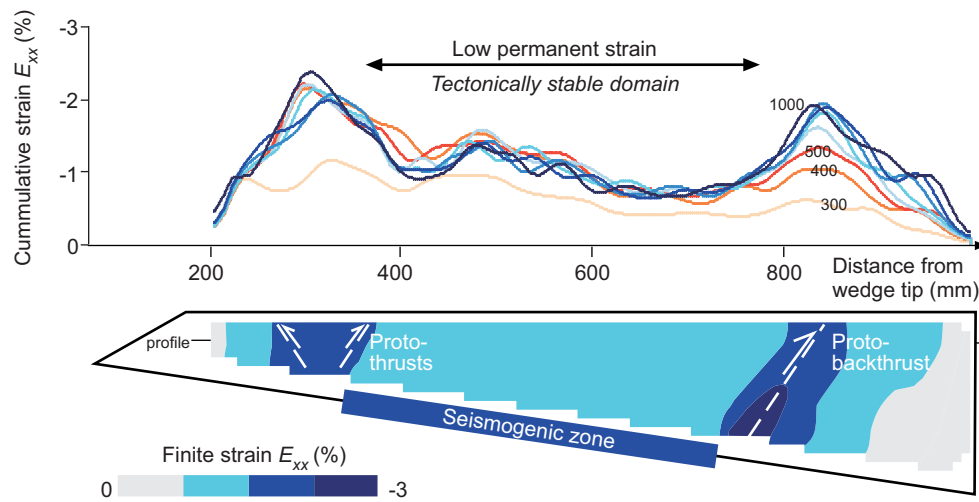 -3
-2
-1
0
Cummulative strain Exx (%)
Low permanent strain
Tectonically stable domain
1000
500
400
300
200
400
600
800
Distance from
wedge tip (mm)
profile
Proto-
thrusts
Proto-
backthrust
Seismogenic zone
Finite strain Exx (%)
0
-3